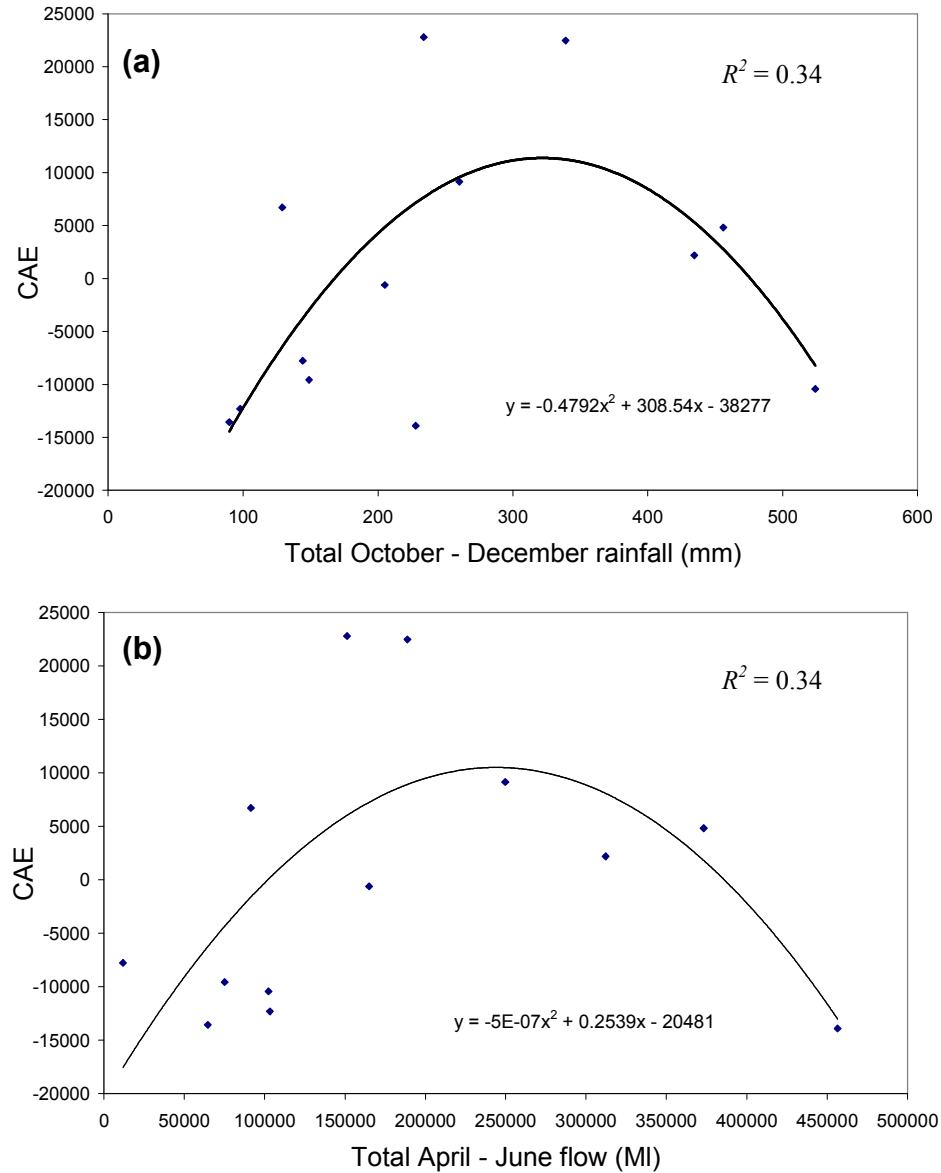 (a)
R² = 0.34
25000
20000
15000
10000
5000
0
-5000
-10000
-15000
-20000
CAE
y = -0.4792x² + 308.54x - 38277
0 100 200 300 400 500 600
Total October - December rainfall (mm)
(b)
R² = 0.34
25000
20000
15000
10000
5000
0
-5000
-10000
-15000
-20000
CAE
y = -5E-07x² + 0.2539x - 20481
0 50000 100000 150000 200000 250000 300000 350000 400000 450000 500000
Total April - June flow (Ml)